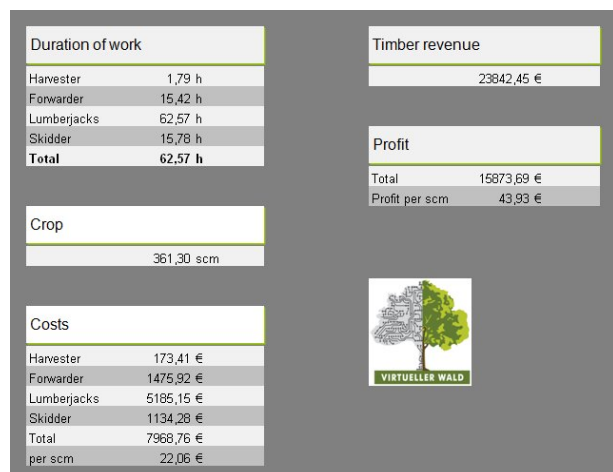 Duration of work
Harvester 1,79 h
Forwarder 15,42 h
Lumberjacks 62,57 h
Skidder 15,78 h
Total 62,57 h
Crop
361,30 scm
Costs
Harvester 173,41 €
Forwarder 1475,92 €
Lumberjacks 5185,15 €
Skidder 1134,28 €
Total 7968,76 €
per scm 22,06 €
Timber revenue
23842,45 €
Profit
Total 15873,69 €
Profit per scm 43,93 €
VIRTUELLER WALD